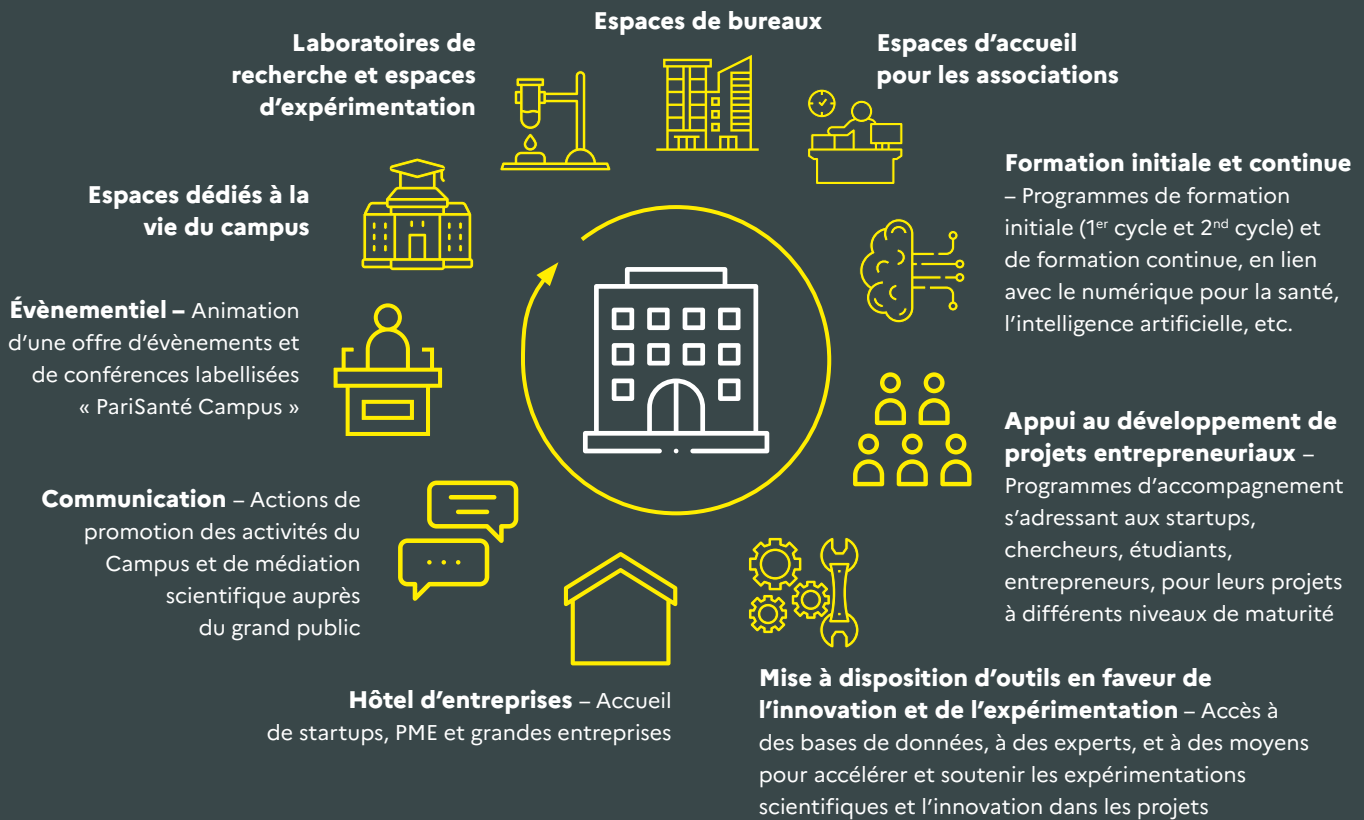 Espaces de bureaux
Laboratoires de
recherche et espaces
d'expérimentation
Espaces d'accueil
pour les associations
Espaces dédiés à la
vie du campus
Formation initiale et continue
– Programmes de formation
initiale (1er cycle et 2nd cycle) et
de formation continue, en lien
avec le numérique pour la santé,
l'intelligence artificielle, etc.
Évènementiel – Animation
d'une offre d'évènements et
de conférences labellisées
« PariSanté Campus »
Appui au développement de
projets entrepreneuriaux –
Programmes d'accompagnement
s'adressant aux startups,
chercheurs, étudiants,
entrepreneurs, pour leurs projets
à différents niveaux de maturité
Communication – Actions de
promotion des activités du
Campus et de médiation
scientifique auprès
du grand public
Hôtel d'entreprises – Accueil
de startups, PME et grandes entreprises
Mise à disposition d'outils en faveur de
l'innovation et de l'expérimentation – Accès à
des bases de données, à des experts, et à des moyens
pour accélérer et soutenir les expérimentations
scientifiques et l'innovation dans les projets